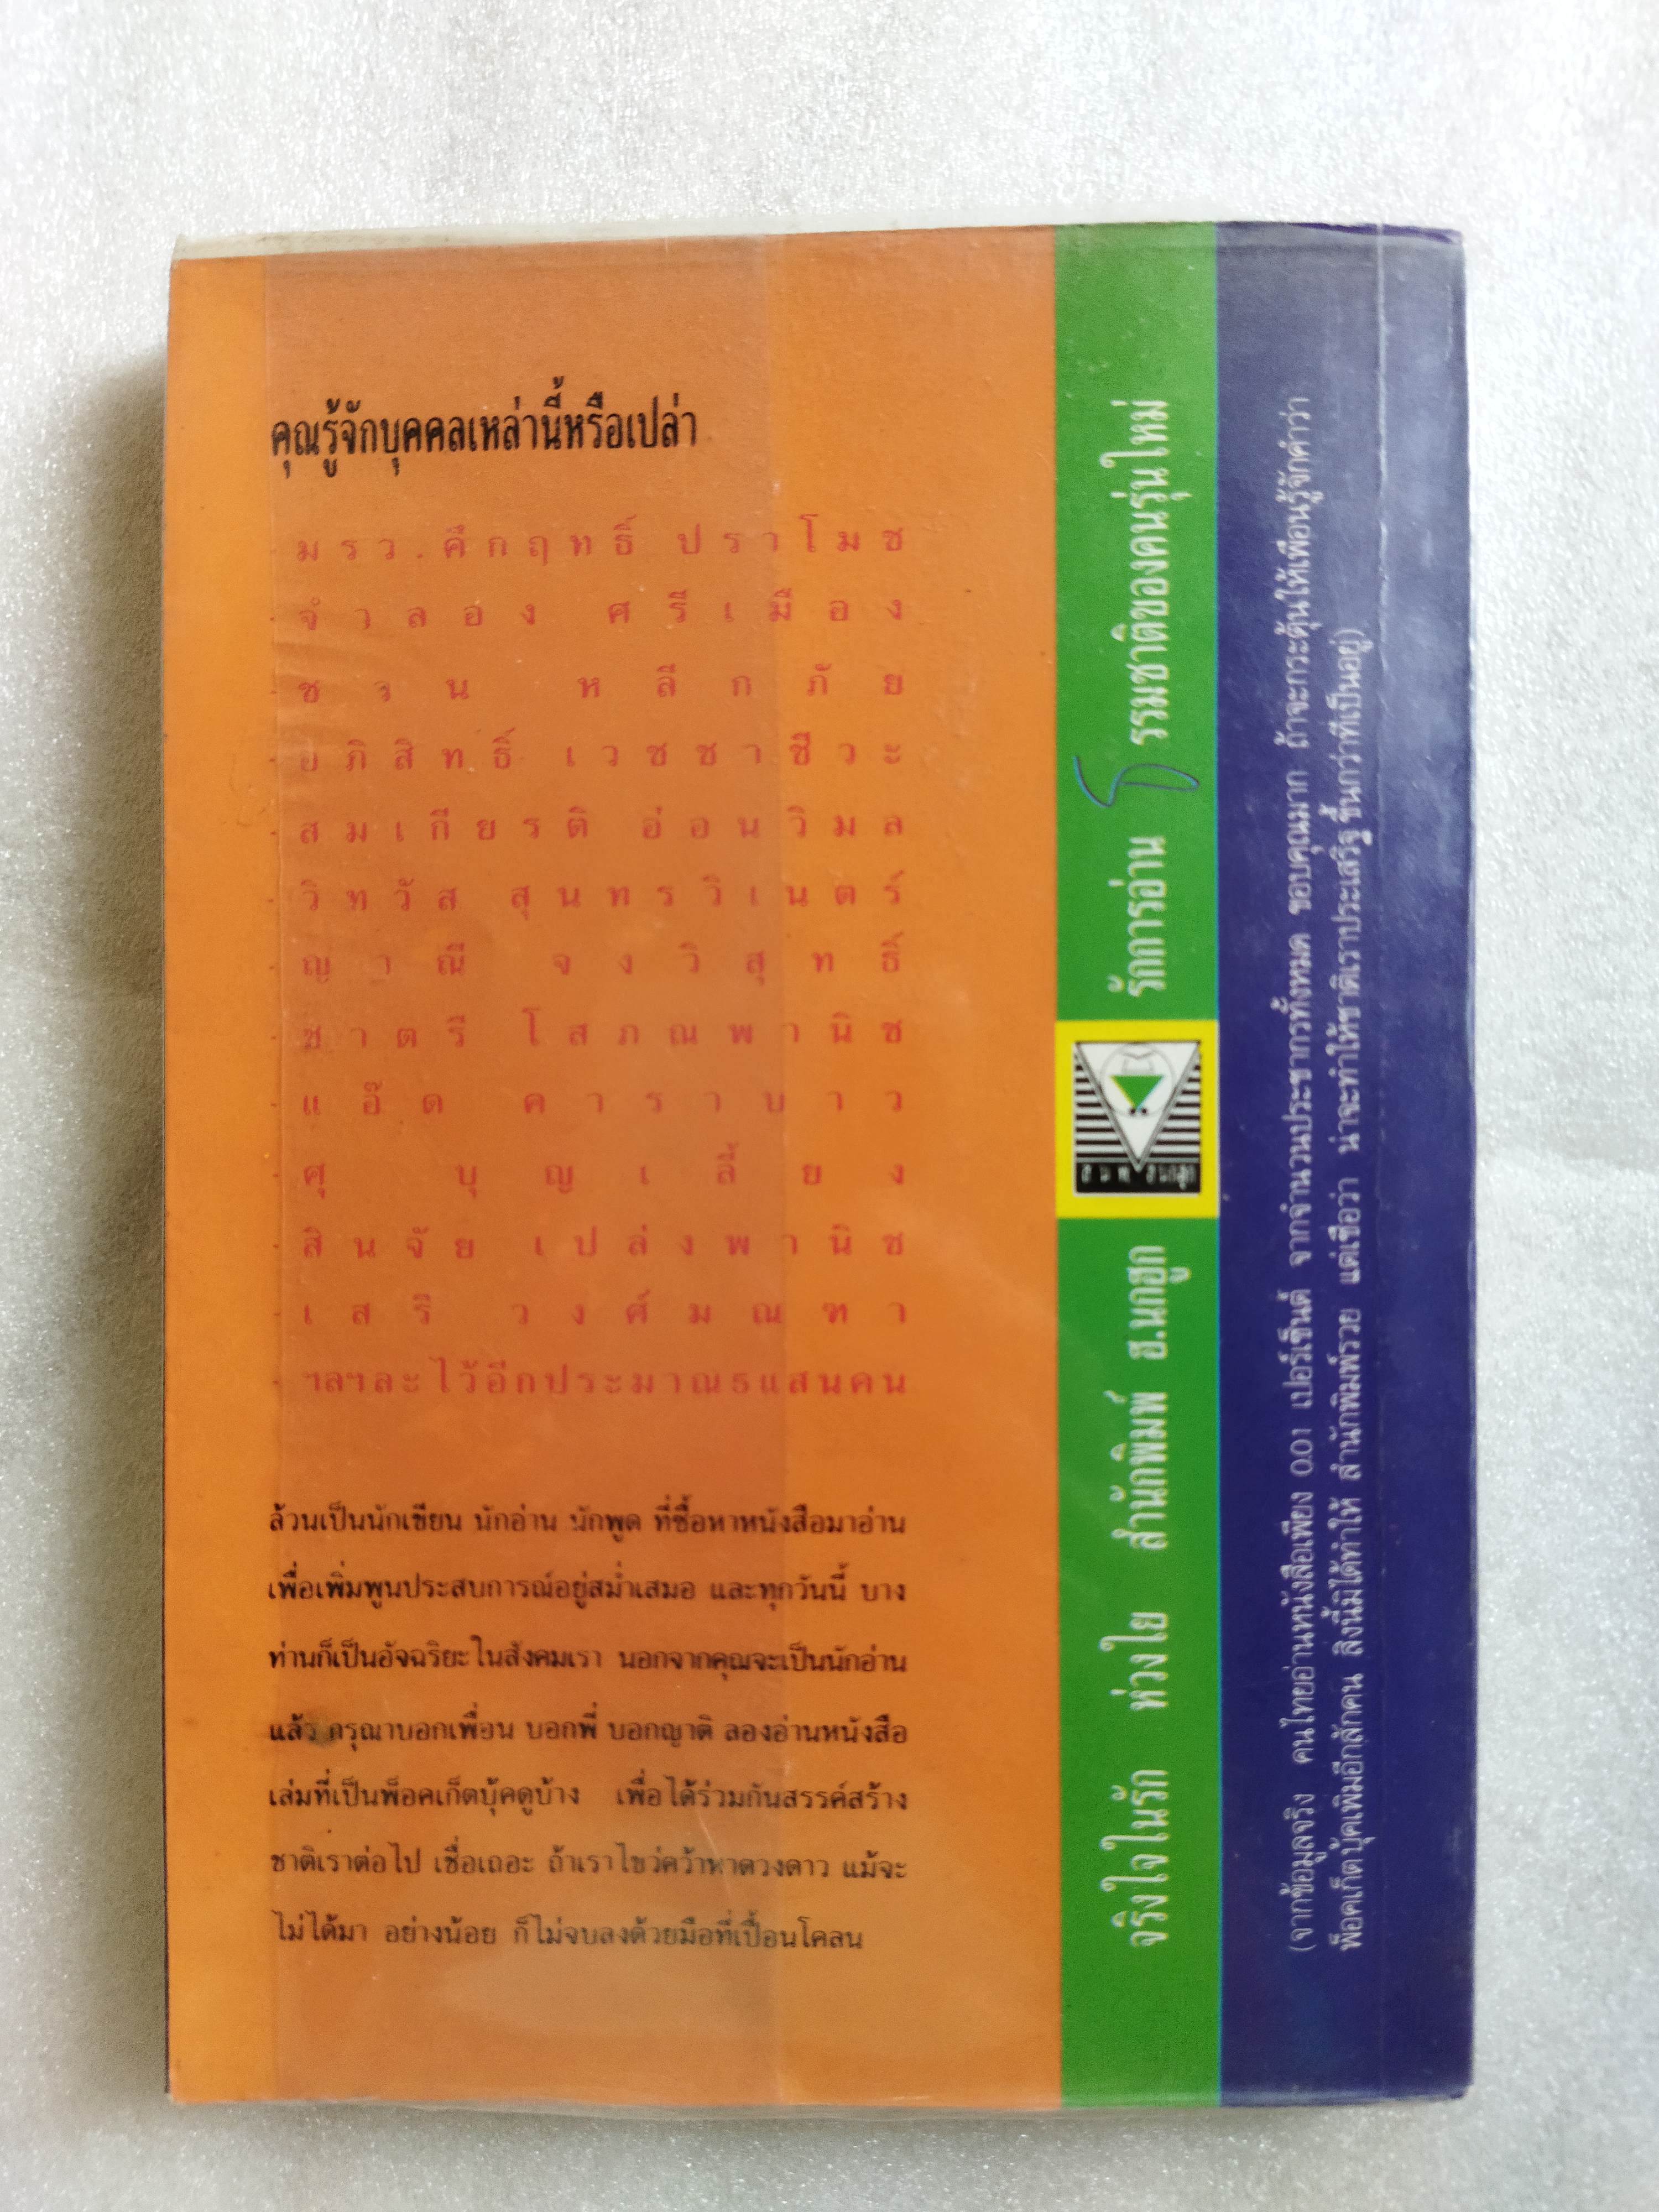 คุณรู้จักบุคคลเหล่านี้หรือเปล่า
มรว.คึกฤทธิ์ ปราโมช
จำลอง ศรีเมือง
ชวน หลีกภัย
อภิสิทธิ์ เวชชาชีวะ
สมเกียรติ อ่อนวิมล
วิทวัส สุนทรวิเนตร์
ญาณี จงวิสุทธิ์
ชาตรี โสภณพานิช
แอ๊ด คาราบาว
ศุ บุญเลี้ยง
สินจัย เปล่งพานิช
เสรี วงศ์มณฑา
ฯลฯละไว้อีกประมาณ5แสนคน
ล้วนเป็นนักเขียน นักอ่าน นักพูด ที่ซื้อหาหนังสือมาอ่าน
เพื่อเพิ่มพูนประสบการณ์อยู่สม่ำเสมอ และทุกวันนี้ บาง
ท่านก็เป็นอัจฉริยะในสังคมเรา นอกจากคุณจะเป็นนักอ่าน
แล้ว กรุณาบอกเพื่อน บอกพี่ บอกญาติ ลองอ่านหนังสือ
เล่มที่เป็นพ็อคเก็ตบุ้คดูบ้าง เพื่อได้ร่วมกันสรรค์สร้าง
ชาติเราต่อไป เชื่อเถอะ ถ้าเราไขว่คว้าหาดวงดาว แม้จะ
ไม่ได้มา อย่างน้อย ก็ไม่จบลงด้วยมือที่เปื้อนโคลน
จริงใจในรัก ห่วงใย สำนักพิมพ์ ฮ.นกฮูก
รักการอ่าน ธรรมชาติของคนรุ่นใหม่
(จากข้อมูลจริง คนไทยอ่านหนังสือเพียง 0.01 เปอร์เซ็นต์ จากจำนวนประชากรทั้งหมด ขอบคุณมาก ถ้าจะกระตุ้นให้เพื่อนรู้จักคำว่า
พ็อคเก็ตบุ้คเพิ่มอีกสักคน สิ่งนี้มิได้ทำให้ สำนักพิมพ์รวย แต่เชื่อว่า น่าจะทำให้ชาติเราประเสริฐ ขึ้นกว่าที่เป็นอยู่)